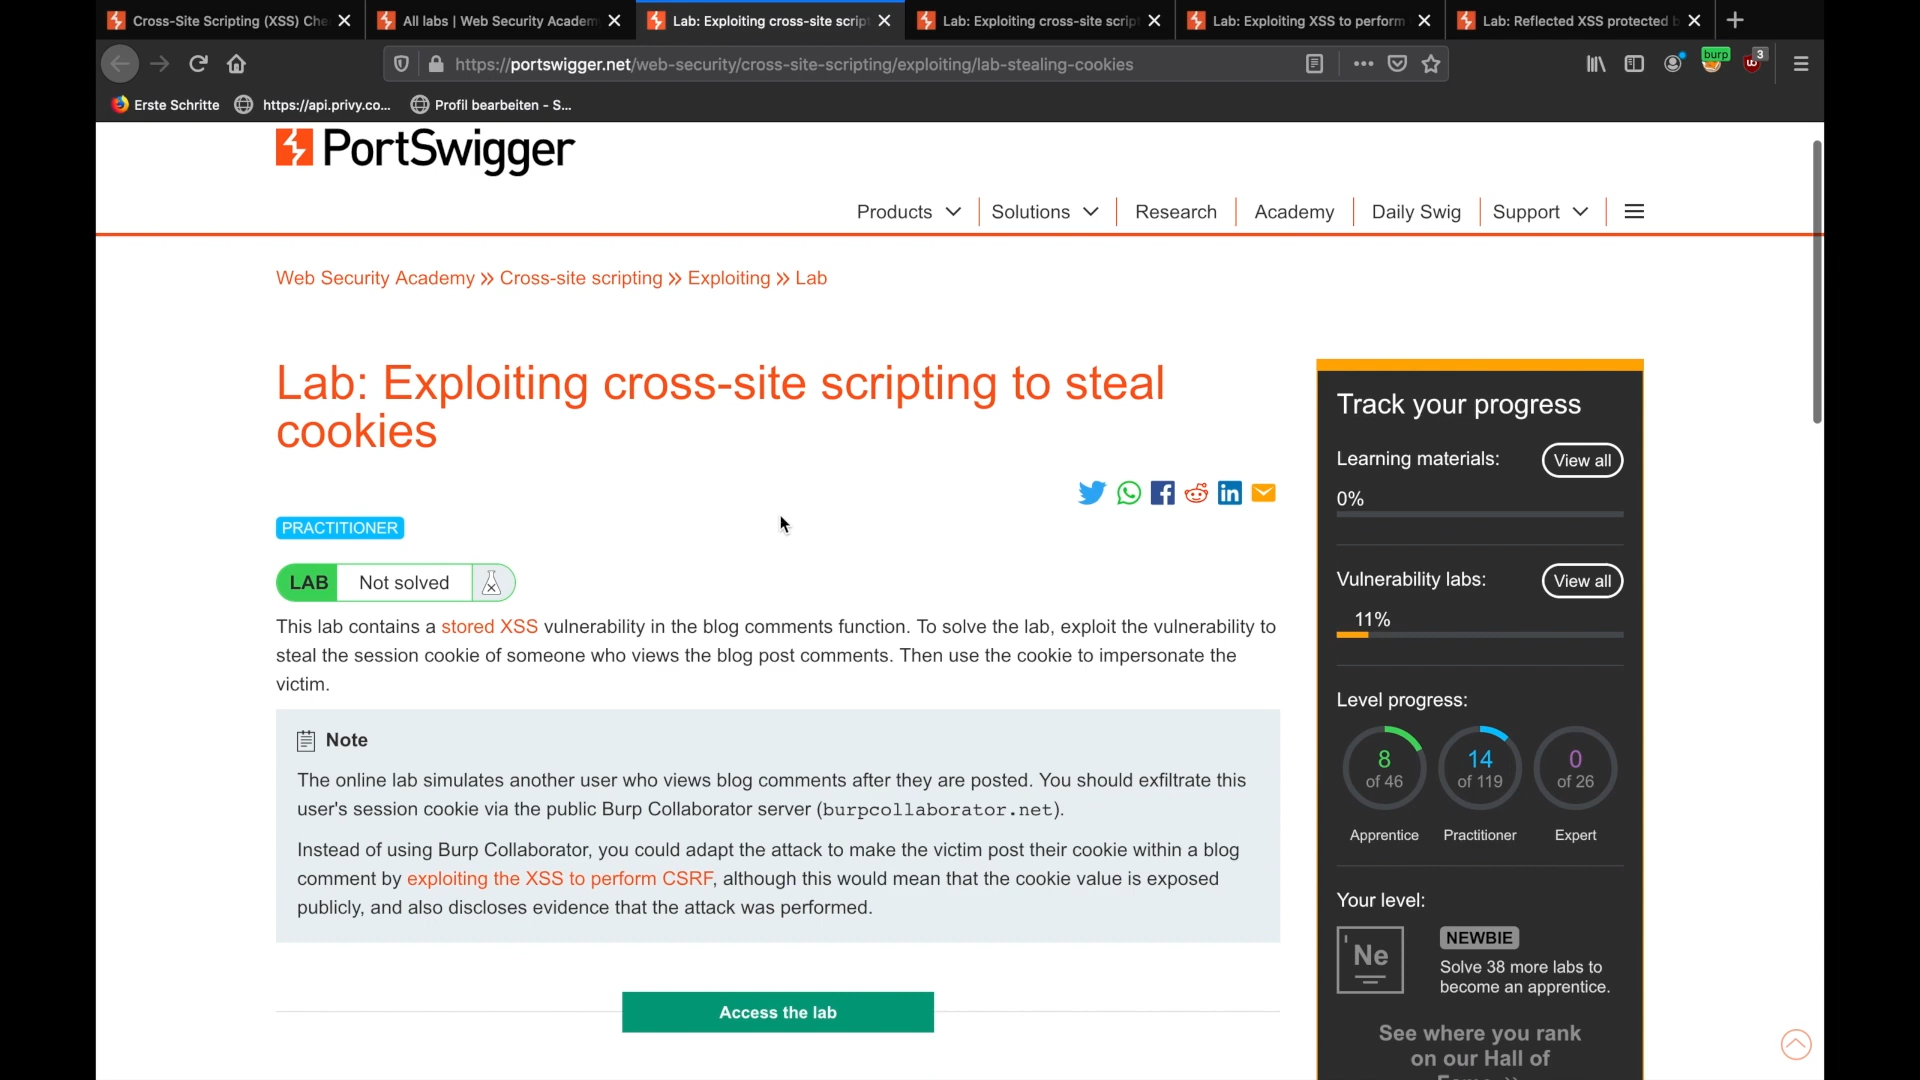 Cross-Site Scripting (XSS) Che
All labs | Web Security Academ
Lab: Exploiting cross-site script
Lab: Exploiting cross-site script
Lab: Exploiting XSS to perform
Lab: Reflected XSS protected b
https://portswigger.net/web-security/cross-site-scripting/exploiting/lab-stealing-cookies
burp
3
Erste Schritte
https://api.privy.co...
Profil bearbeiten - S...
PortSwigger
Products
Solutions
Research
Academy
Daily Swig
Support
Web Security Academy » Cross-site scripting » Exploiting » Lab
Lab: Exploiting cross-site scripting to steal
cookies
PRACTITIONER
LAB Not solved
This lab contains a stored XSS vulnerability in the blog comments function. To solve the lab, exploit the vulnerability to
steal the session cookie of someone who views the blog post comments. Then use the cookie to impersonate the
victim.
Note
The online lab simulates another user who views blog comments after they are posted. You should exfiltrate this
user's session cookie via the public Burp Collaborator server (burpcollaborator.net).
Instead of using Burp Collaborator, you could adapt the attack to make the victim post their cookie within a blog
comment by exploiting the XSS to perform CSRF, although this would mean that the cookie value is exposed
publicly, and also discloses evidence that the attack was performed.
Access the lab
Track your progress
Learning materials:
View all
0%
Vulnerability labs:
View all
11%
Level progress:
8
of 46
Apprentice
14
of 119
Practitioner
0
of 26
Expert
Your level:
Ne
NEWBIE
Solve 38 more labs to
become an apprentice.
See where you rank
on our Hall of